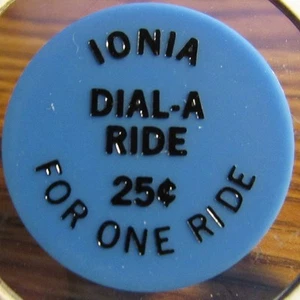 IONIA
DIAL-A
RIDE
25¢
FOR ONE RIDE